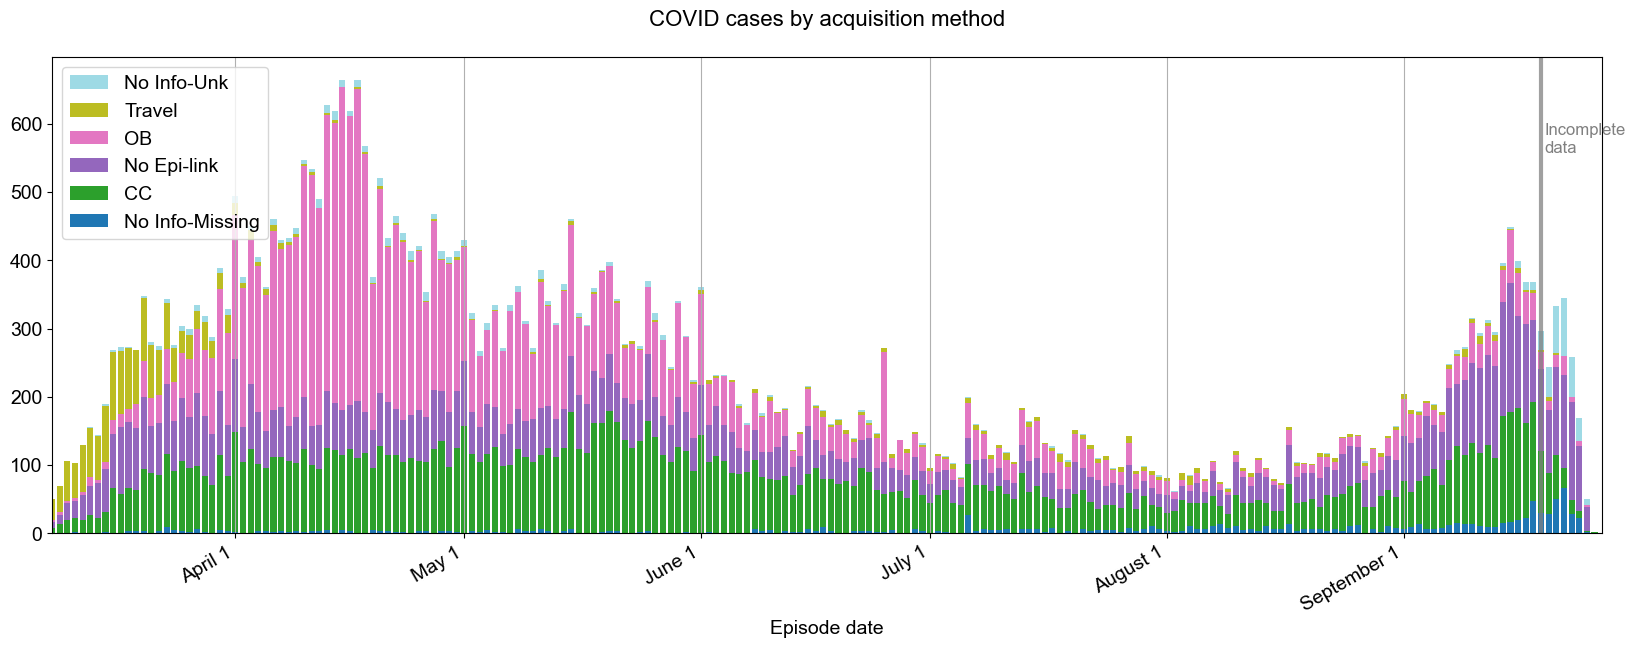 COVID cases by acquisition method
No Info-Unk
Travel
OB
No Epi-link
CC
No Info-Missing
Incomplete
data
600
500
400
300
200
100
0
April 1
May 1
June 1
July 1
August 1
September 1
Episode date